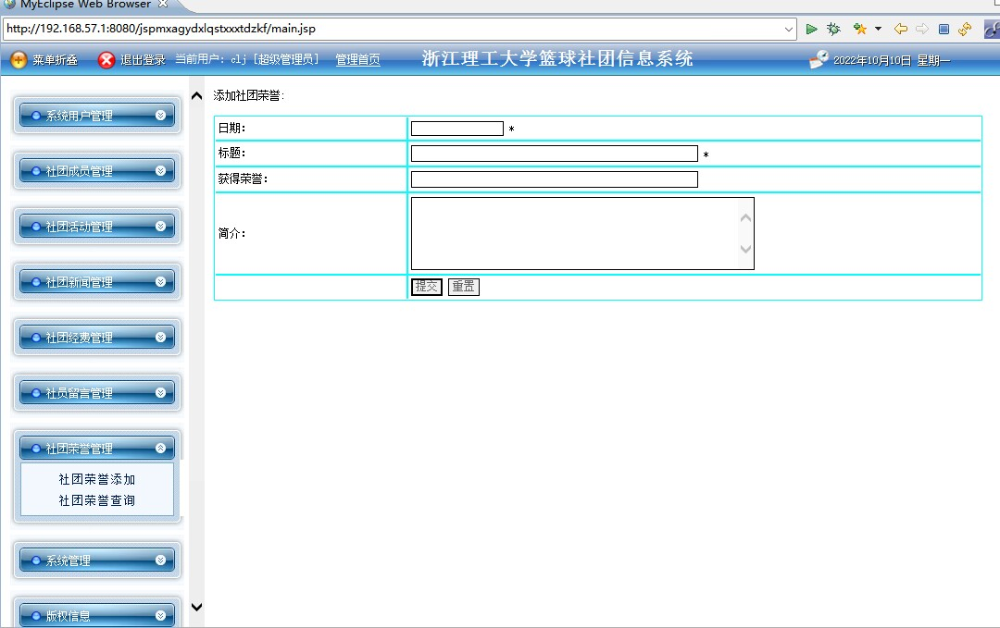 MyEclipse Web Browser
http://192.168.57.1:8080/jspmxagydxlqstxxxtdzkf/main.jsp
菜单折叠 退出登录 当前用户: clj [超级管理员] 管理首页 浙江理工大学篮球社团信息系统 2022年10月10日 星期一
系统用户管理
社团成员管理
社团活动管理
社团新闻管理
社团经费管理
社员留言管理
社团荣誉管理
社团荣誉添加
社团荣誉查询
系统管理
版权信息
添加社团荣誉:
日期: *
标题: *
获得荣誉:
简介:
提交 重置